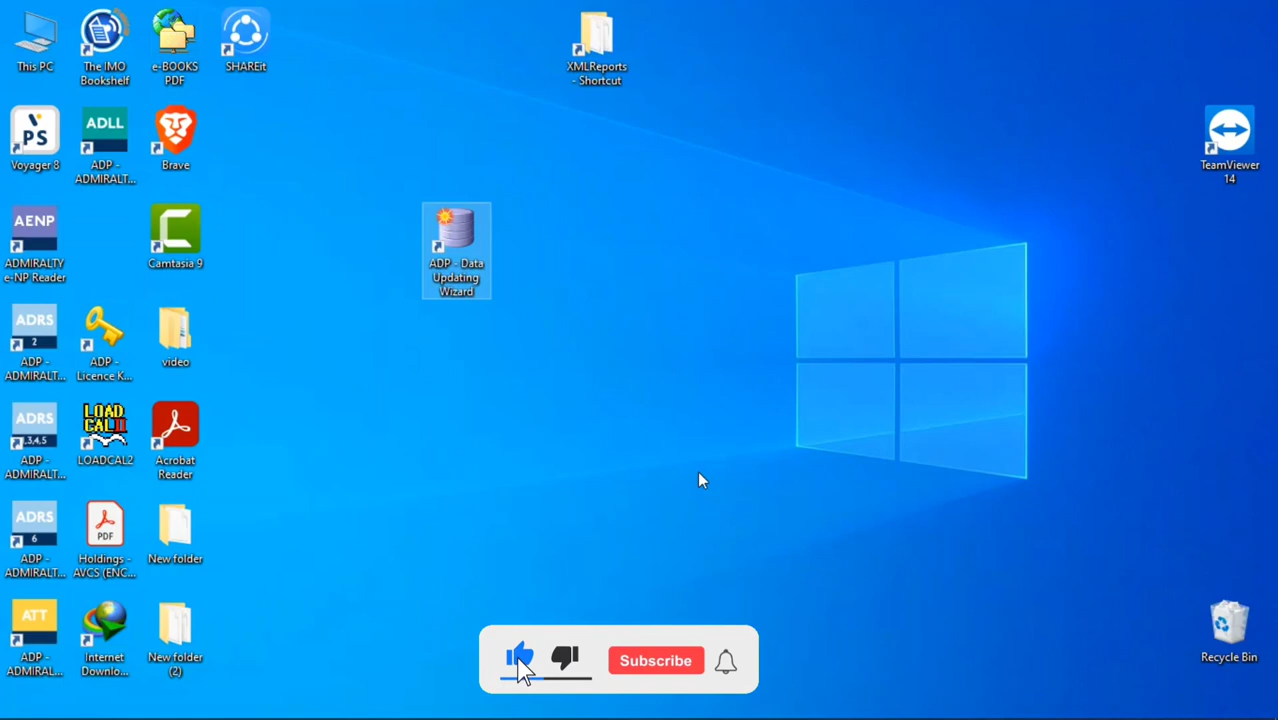 This PC
The IMO
Bookshelf
e-BOOKS
PDF
SHAREit
XMLReports
- Shortcut
PS
Voyager 8
ADLL
ADP -
ADMIRALT...
Brave
TeamViewer
14
AENP
ADMIRALTY
e-NP Reader
Camtasia 9
ADP - Data
Updating
Wizard
ADRS
2
ADP -
ADMIRALT...
ADP -
Licence K...
video
ADRS
1,3,4,5
ADP -
ADMIRALT...
LOAD
CAL II
LOADCAL2
Acrobat
Reader
ADRS
6
ADP -
ADMIRALT...
PDF
Holdings -
AVCS (ENC...
New folder
ATT
ADP -
ADMIRAL...
Internet
Downlo...
New folder
(2)
Subscribe
Recycle Bin